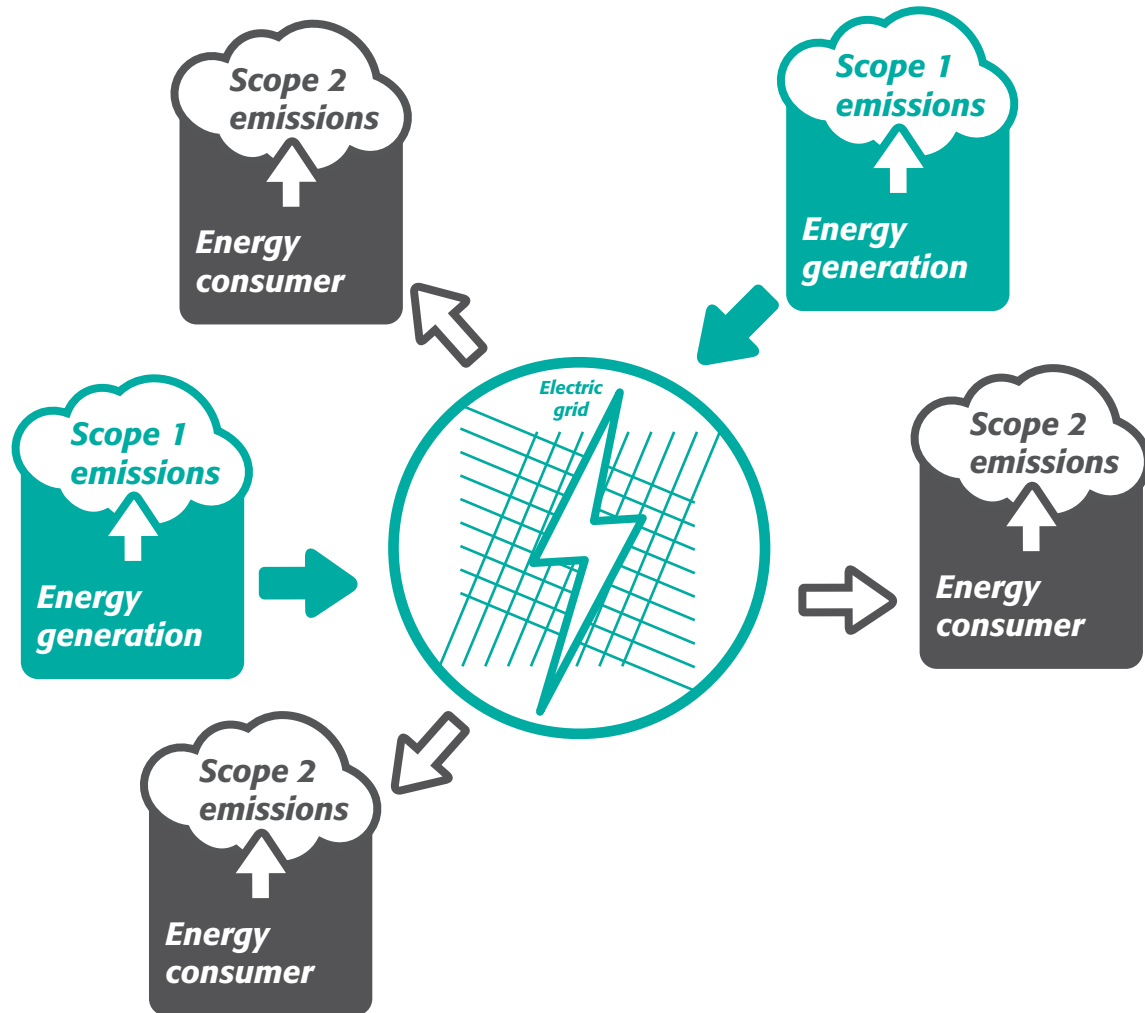 Scope 2
emissions
Energy
consumer
Scope 1
emissions
Energy
generation
Electric
grid
Scope 1
emissions
Energy
generation
Scope 2
emissions
Energy
consumer
Scope 2
emissions
Energy
consumer